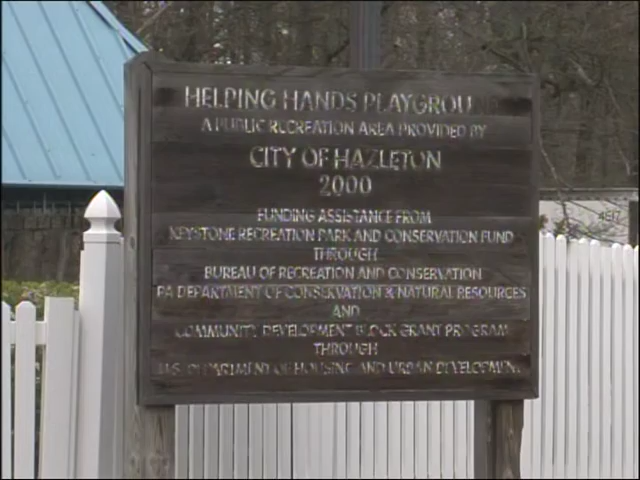 HELPING HANDS PLAYGROUND
A PUBLIC RECREATION AREA PROVIDED BY
CITY OF HAZLETON
2000
FUNDING ASSISTANCE FROM
KEYSTONE RECREATION PARK AND CONSERVATION FUND
THROUGH
BUREAU OF RECREATION AND CONSERVATION
PA DEPARTMENT OF CONSERVATION & NATURAL RESOURCES
AND
COMMUNITY DEVELOPMENT BLOCK GRANT PROGRAM
THROUGH
U.S. DEPARTMENT OF HOUSING AND URBAN DEVELOPMENT